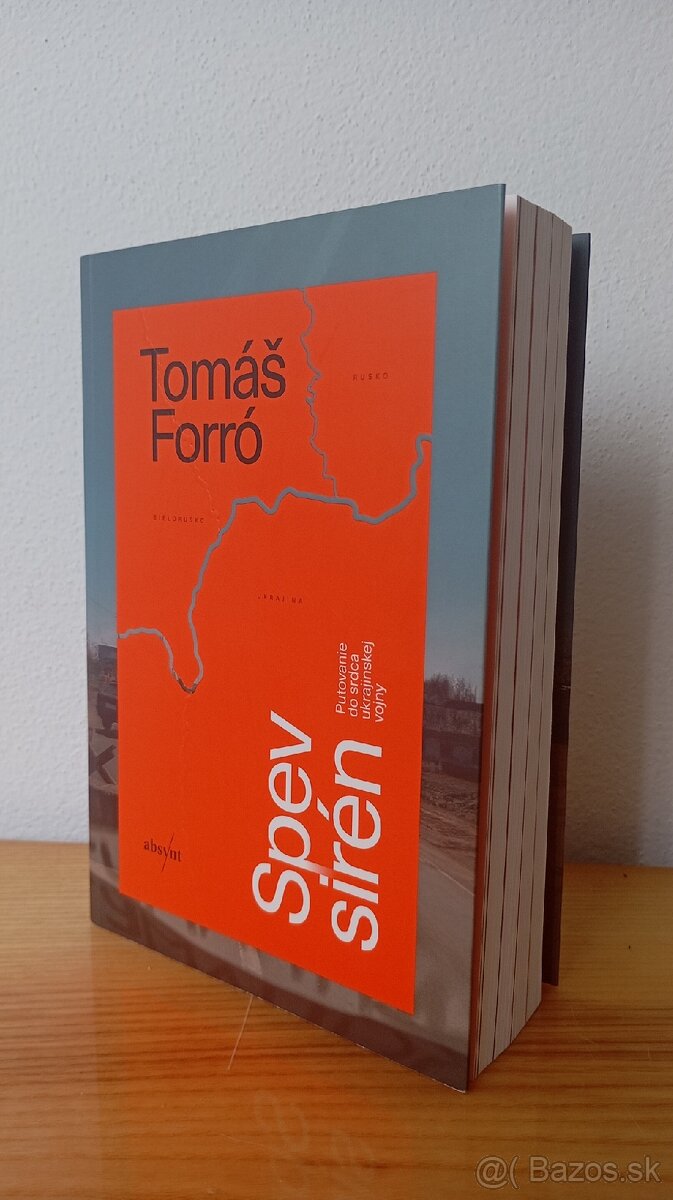 Tomáš
Forró
RUSKO
BIELORUSKO
UKRAJINA
Putovanie
do srdca
ukrajinskej
vojny
Spev
sirén
absynt
@( Bazos.sk